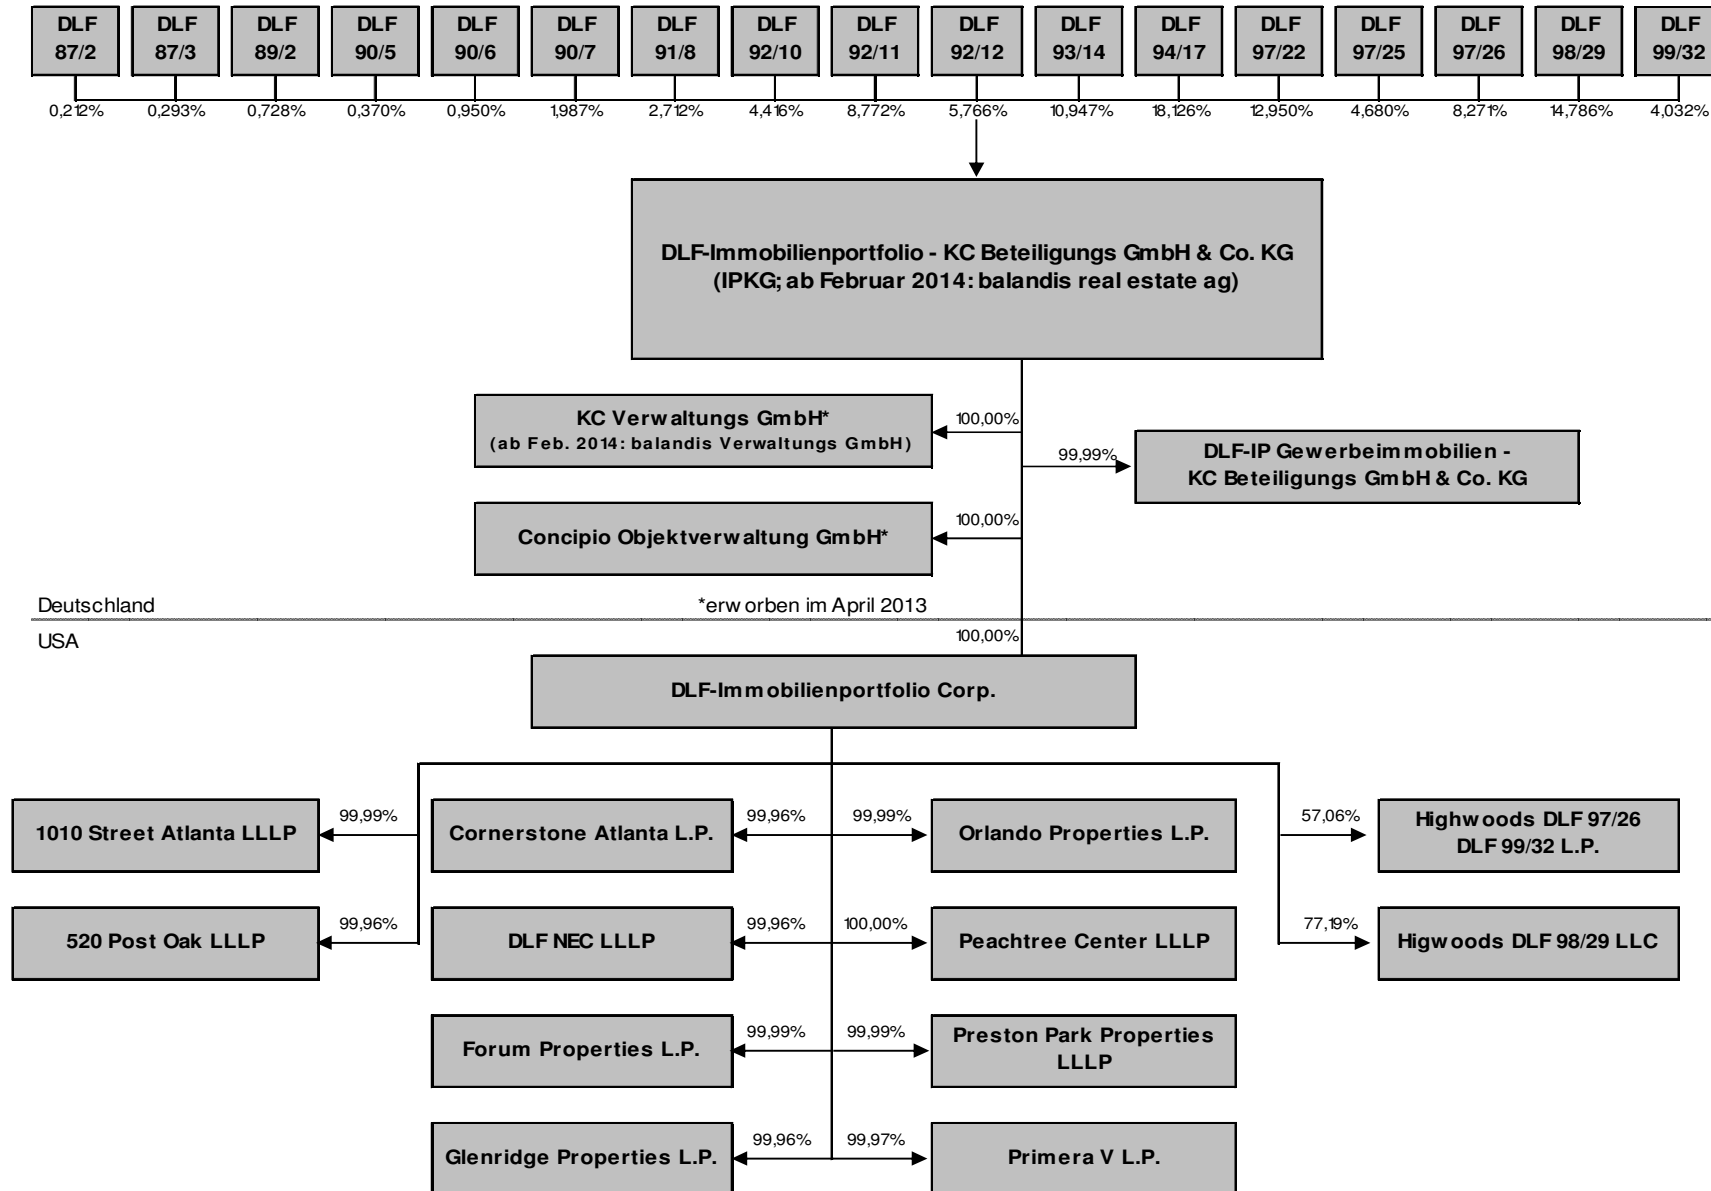 DLF DLF DLF DLF DLF DLF DLF DLF DLF DLF DLF DLF DLF DLF DLF DLF DLF
87/2 87/3 89/2 90/5 90/6 90/7 91/8 92/10 92/11 92/12 93/14 94/17 97/22 97/25 97/26 98/29 99/32
0,212% 0,293% 0,728% 0,370% 0,950% 1,987% 2,712% 4,416% 8,772% 5,766% 10,947% 18,126% 12,950% 4,680% 8,271% 14,786% 4,032%
DLF-Immobilienportfolio - KC Beteiligungs GmbH & Co. KG
(IPKG; ab Februar 2014: balandis real estate ag)
KC Verwaltungs GmbH*
(ab Feb. 2014: balandis Verwaltungs GmbH)
100,00%
99,99%
DLF-IP Gewerbeimmobilien -
KC Beteiligungs GmbH & Co. KG
Concipio Objektverwaltung GmbH*
100,00%
Deutschland
*erworben im April 2013
USA
100,00%
DLF-Immobilienportfolio Corp.
1010 Street Atlanta LLLP
99,99%
Cornerstone Atlanta L.P.
99,96%
99,99%
Orlando Properties L.P.
57,06%
Highwoods DLF 97/26
DLF 99/32 L.P.
520 Post Oak LLLP
99,96%
DLF NEC LLLP
99,96%
100,00%
Peachtree Center LLLP
77,19%
Higwoods DLF 98/29 LLC
Forum Properties L.P.
99,99%
99,99%
Preston Park Properties
LLLP
Glenridge Properties L.P.
99,96%
99,97%
Primera V L.P.